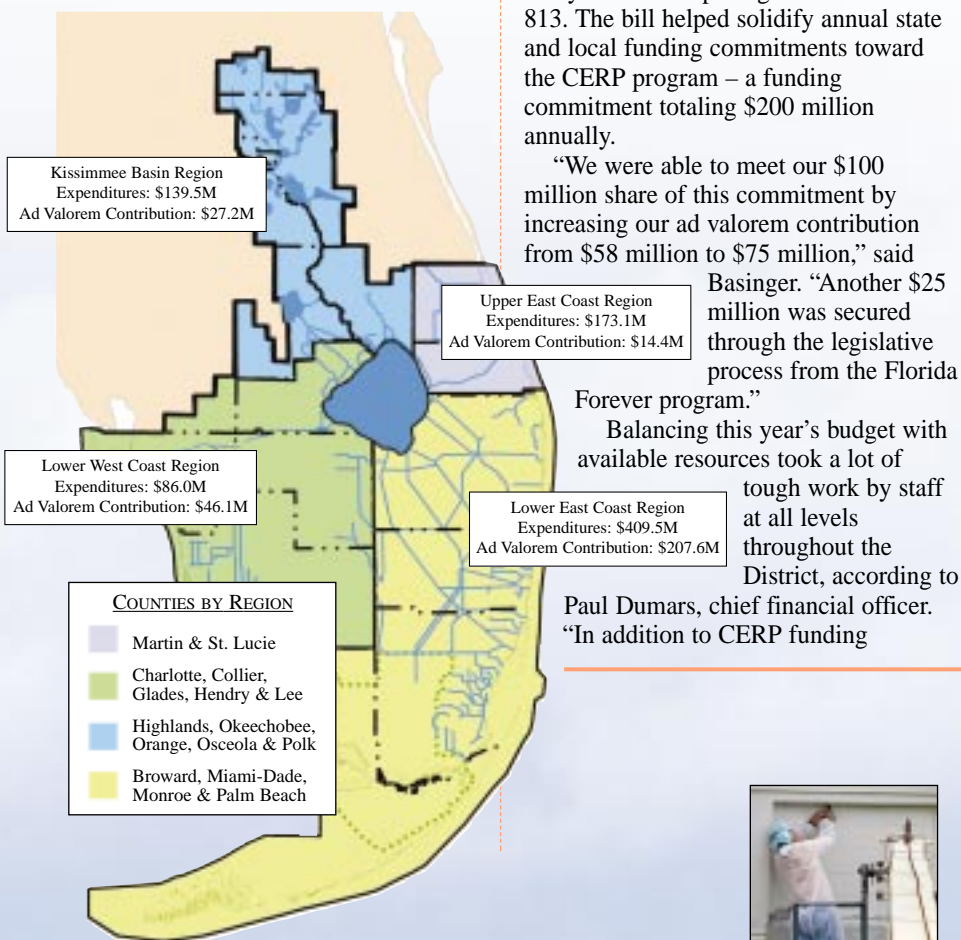 813. The bill helped solidify annual state
and local funding commitments toward
the CERP program – a funding
commitment totaling $200 million
annually.
“We were able to meet our $100
million share of this commitment by
increasing our ad valorem contribution
from $58 million to $75 million,” said
Basinger. “Another $25
million was secured
through the legislative
process from the Florida
Forever program.”
Balancing this year’s budget with
available resources took a lot of
tough work by staff
at all levels
throughout the
District, according to
Paul Dumars, chief financial officer.
“In addition to CERP funding
Kissimmee Basin Region
Expenditures: $139.5M
Ad Valorem Contribution: $27.2M
Upper East Coast Region
Expenditures: $173.1M
Ad Valorem Contribution: $14.4M
Lower West Coast Region
Expenditures: $86.0M
Ad Valorem Contribution: $46.1M
Lower East Coast Region
Expenditures: $409.5M
Ad Valorem Contribution: $207.6M
COUNTIES BY REGION
Martin & St. Lucie
Charlotte, Collier,
Glades, Hendry & Lee
Highlands, Okeechobee,
Orange, Osceola & Polk
Broward, Miami-Dade,
Monroe & Palm Beach